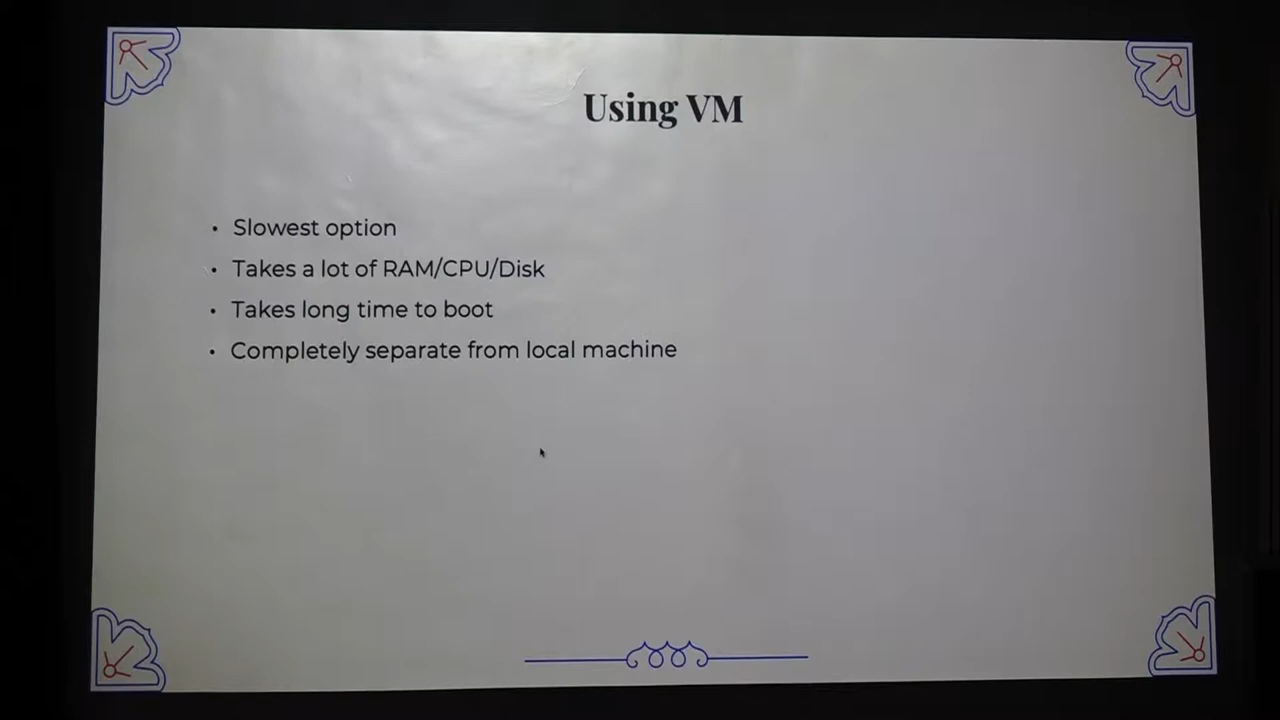 Using VM
• Slowest option
• Takes a lot of RAM/CPU/Disk
• Takes long time to boot
• Completely separate from local machine